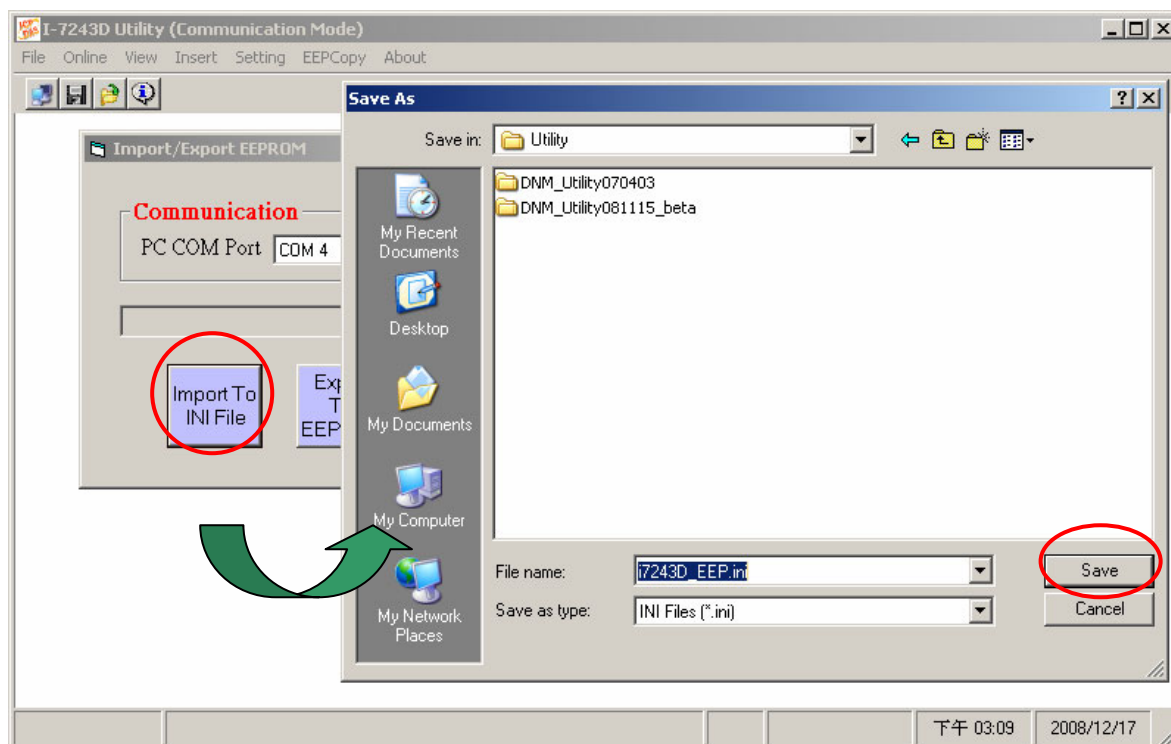 I-7243D Utility (Communication Mode)
File Online View Insert Setting EEPCopy About
Import/Export EEPROM
Communication
PC COM Port COM 4
Import To
INI File
Save As
Save in: Utility
DNM_Utility070403
DNM_Utility081115_beta
My Recent
Documents
Desktop
My Documents
My Computer
My Network
Places
File name: i7243D_EEP.ini
Save as type: INI Files (*.ini)
Save
Cancel
下午 03:09 2008/12/17